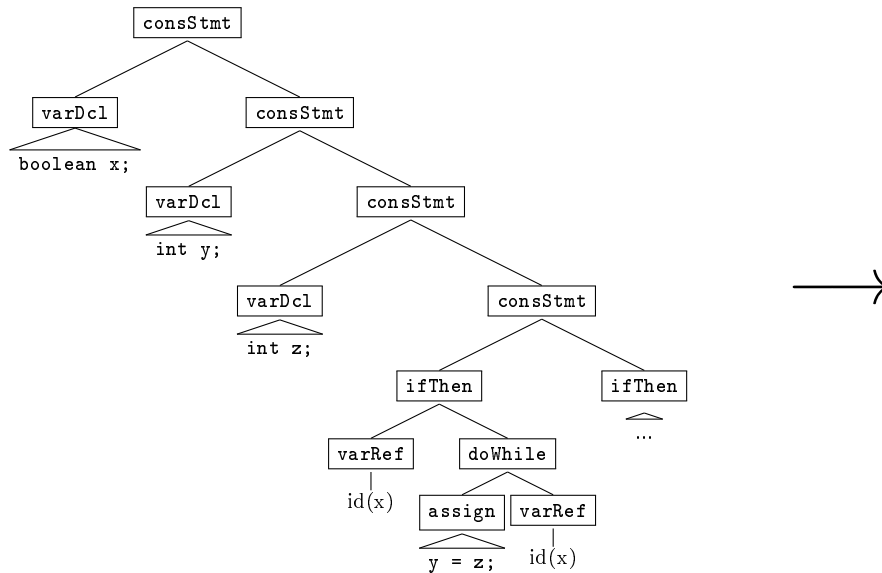 consStmt
varDcl consStmt
boolean x;
varDcl consStmt
int y;
varDcl consStmt
int z;
ifThen ifThen
...
varRef doWhile
id(x)
assign varRef
y = z; id(x)